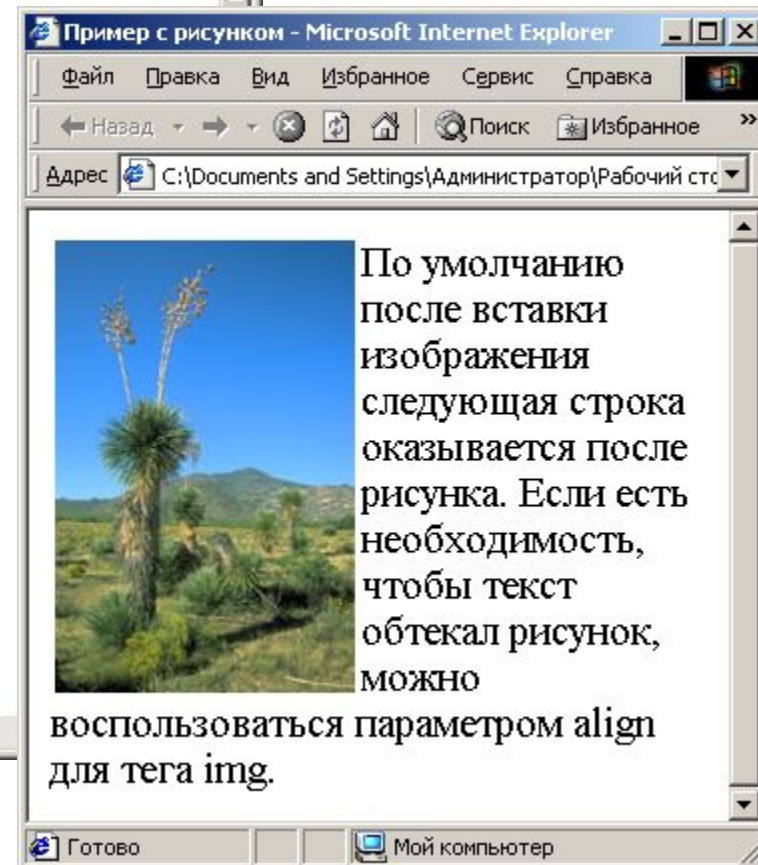 Пример с рисунком - Microsoft Internet Explorer
Файл Правка Вид Избранное Сервис Справка
Назад Поиск Избранное »
Адрес C:\Documents and Settings\Администратор\Рабочий сто
По умолчанию
после вставки
изображения
следующая строка
оказывается после
рисунка. Если есть
необходимость,
чтобы текст
обтекал рисунок,
можно
воспользоваться параметром align
для тега img.
Готово Мой компьютер